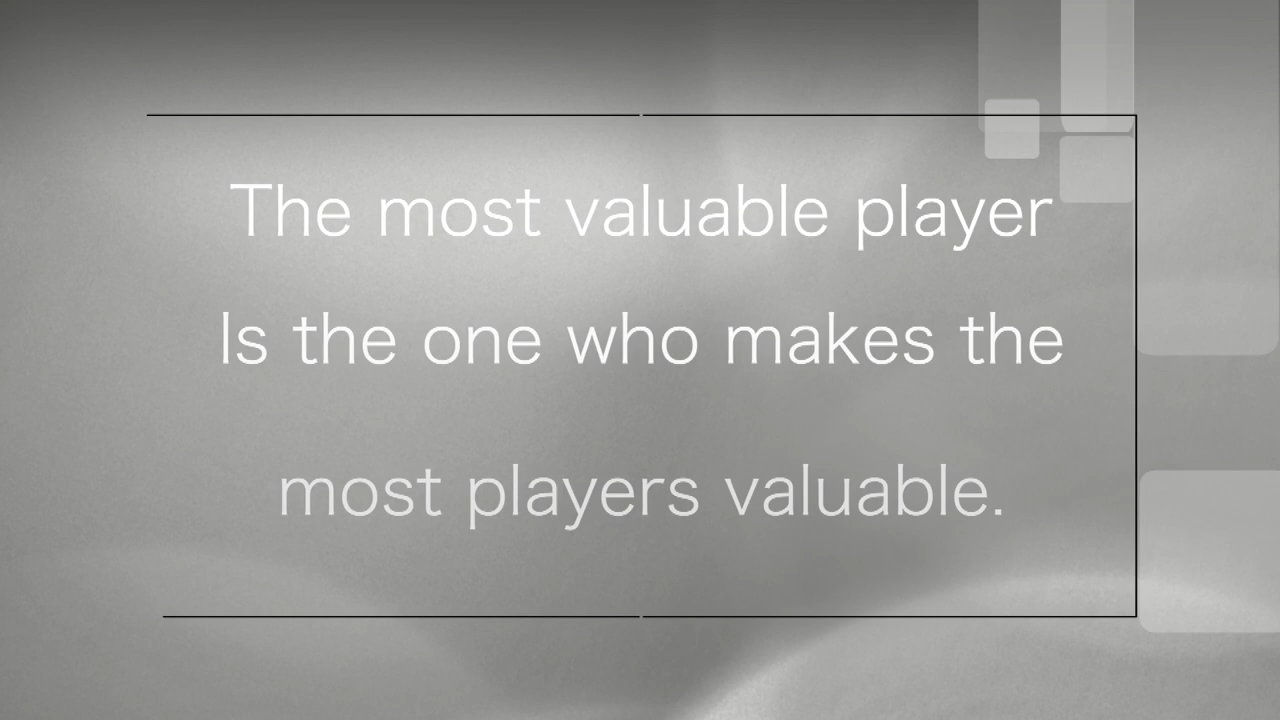 The most valuable player
Is the one who makes the
most players valuable.